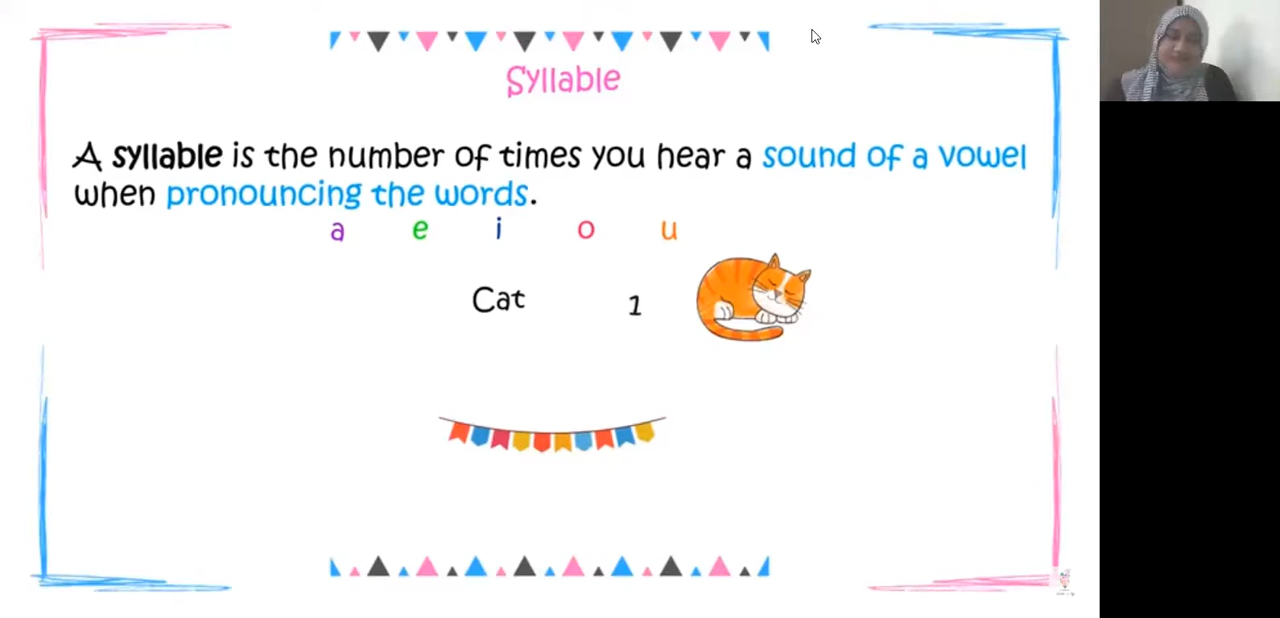 Syllable
A syllable is the number of times you hear a sound of a vowel
when pronouncing the words.
a e i o u
Cat 1